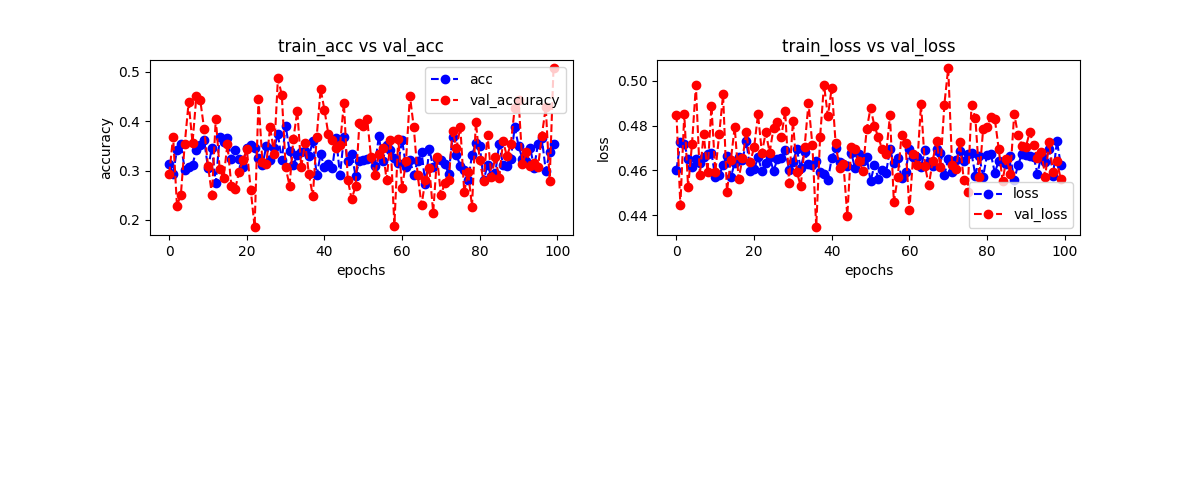 train_acc vs val_acc
accuracy
0.5
0.4
0.3
0.2
acc
val_accuracy
0 20 40 60 80 100
epochs
train_loss vs val_loss
loss
0.50
0.48
0.46
0.44
loss
val_loss
0 20 40 60 80 100
epochs